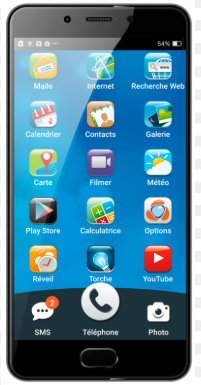 54%
Mails Internet Recherche Web
Calendrier Contacts Galerie
Carte Filmer Météo
Play Store Calculatrice Options
Réveil Torche YouTube
2
SMS Téléphone Photo